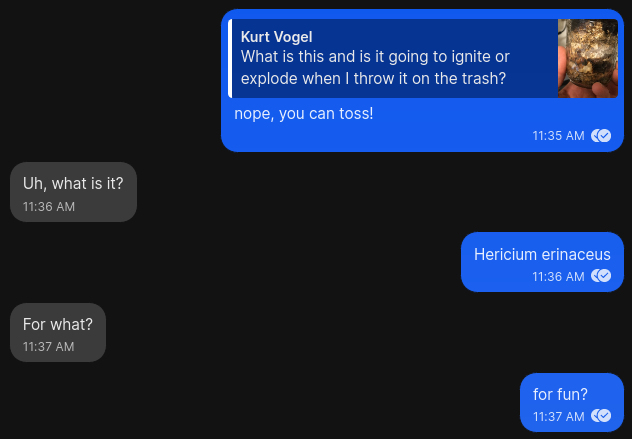 Kurt Vogel
What is this and is it going to ignite or
explode when I throw it on the trash?
nope, you can toss!
11:35 AM
Uh, what is it?
11:36 AM
Hericium erinaceus
11:36 AM
For what?
11:37 AM
for fun?
11:37 AM